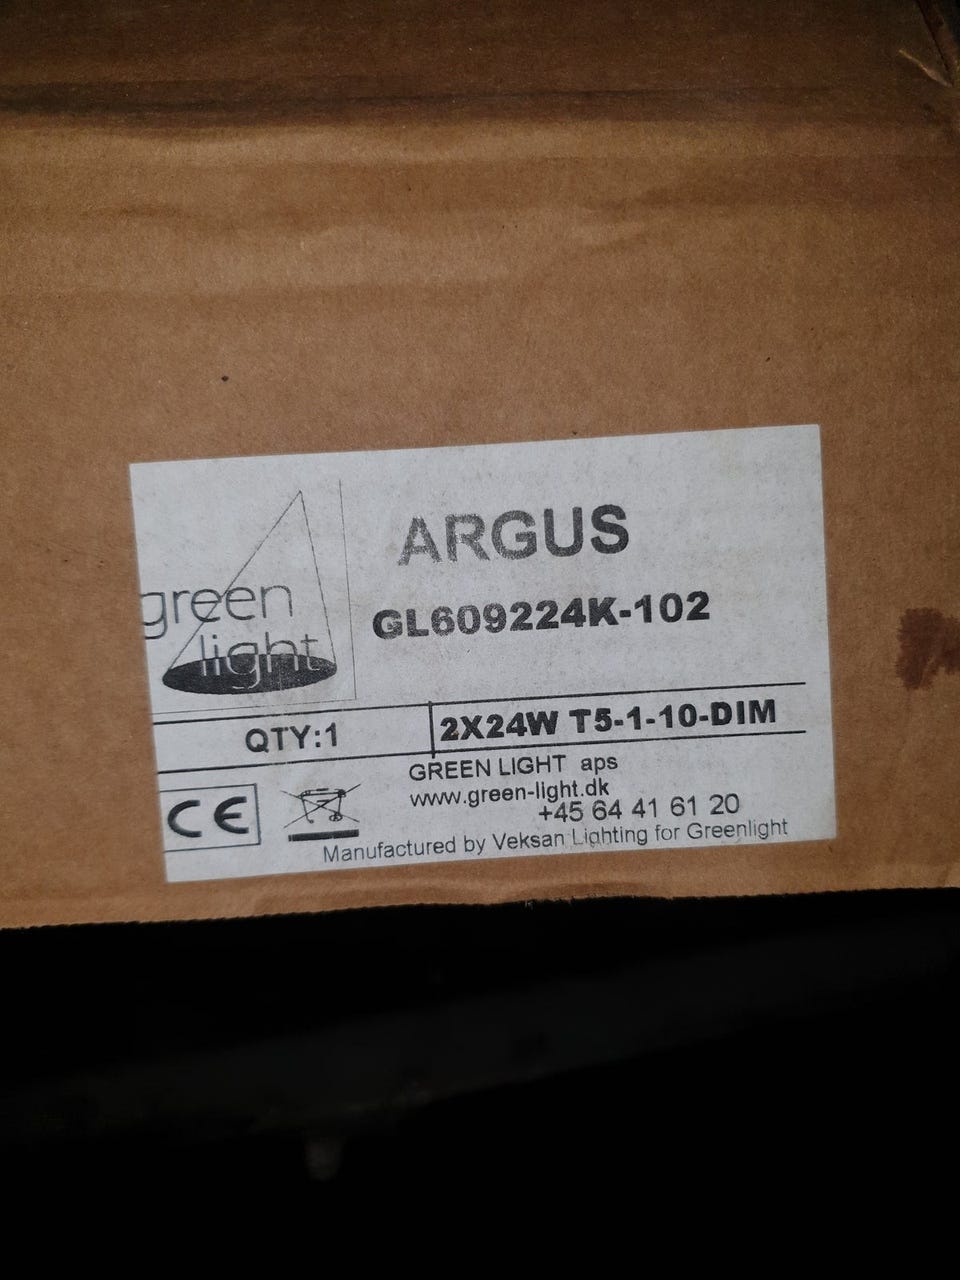 green
light
ARGUS
GL609224K-102
QTY:1
2X24W T5-1-10-DIM
GREEN LIGHT aps
www.green-light.dk
+45 64 41 61 20
CE
Manufactured by Veksan Lighting for Greenlight